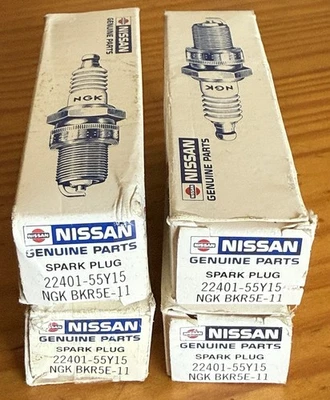 NISSAN
GENUINE PARTS
NGK
NISSAN
GENUINE PARTS
SPARK PLUG
22401-55Y15
NGK BKR5E-11
NISSAN
GENUINE PARTS
SPARK PLUG
22401-55Y15
NGK BKR5E-11
NGK
NISSAN
GENUINE PARTS
NISSAN
GENUINE PARTS
SPARK PLUG
22401-55Y15
NGK BKR5E-11
NISSAN
GENUINE PARTS
SPARK PLUG
22401-55Y15
NGK BKR5E-11